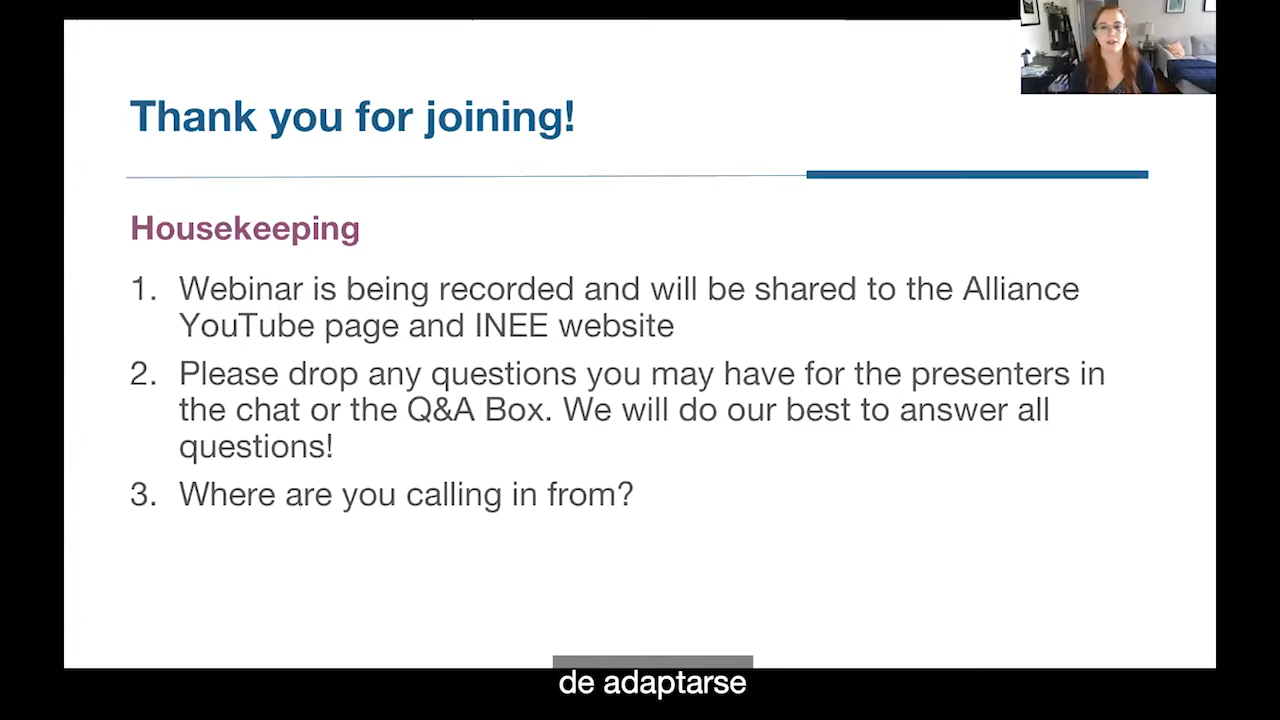 Thank you for joining!
Housekeeping
1. Webinar is being recorded and will be shared to the Alliance
YouTube page and INEE website
2. Please drop any questions you may have for the presenters in
the chat or the Q&A Box. We will do our best to answer all
questions!
3. Where are you calling in from?
de adaptarse